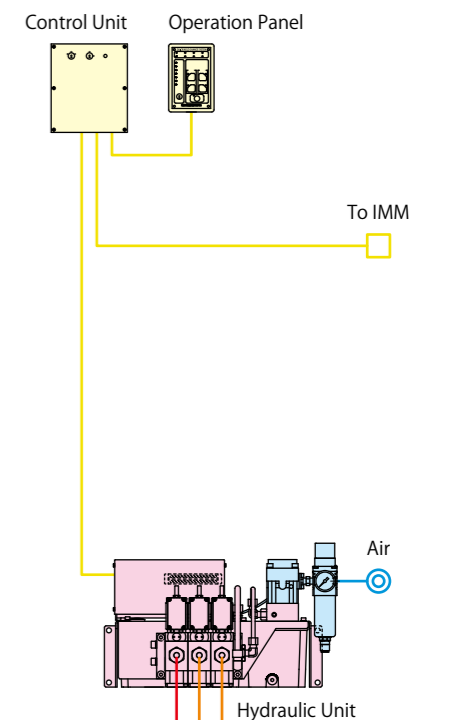 Control Unit
Operation Panel
To IMM
Air
Hydraulic Unit